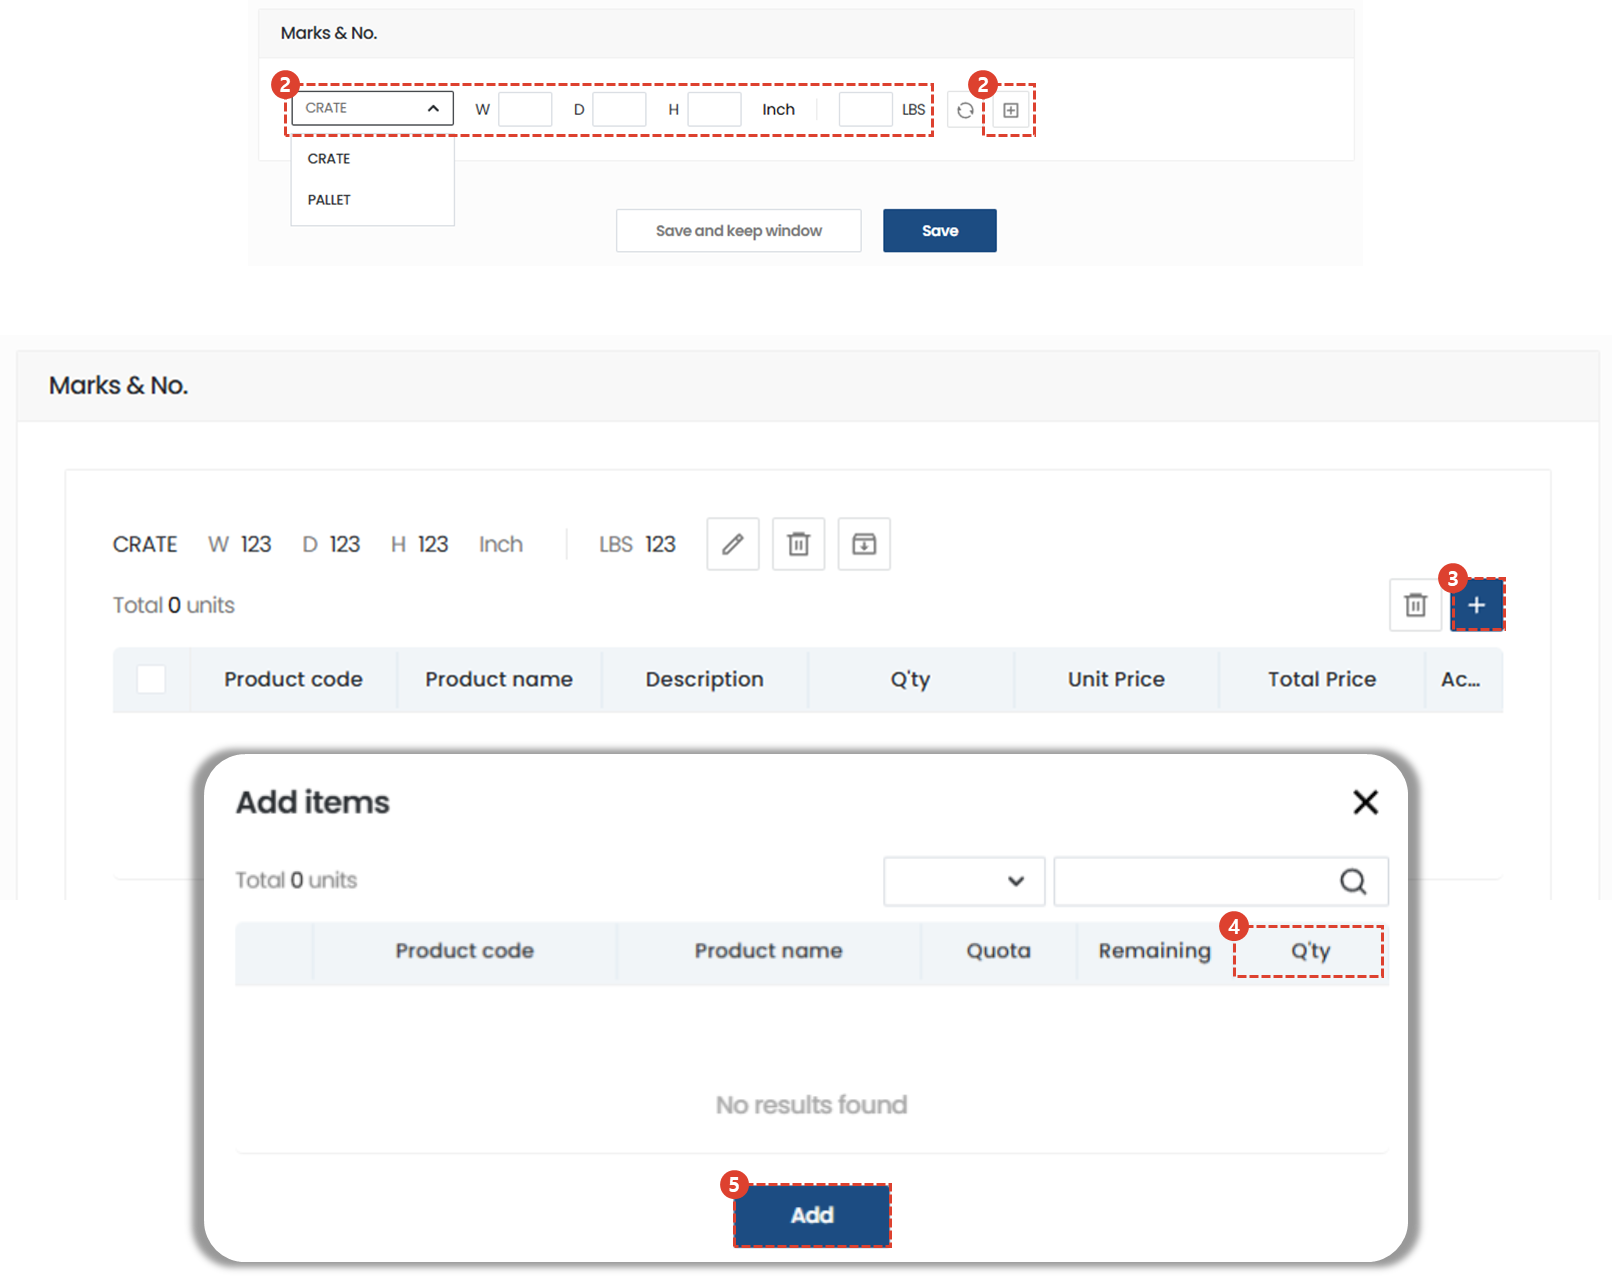 Marks & No.
2 2
CRATE W D H Inch LBS
CRATE
PALLET
Save and keep window Save
Marks & No.
CRATE W 123 D 123 H 123 Inch LBS 123
3
Total 0 units +
Product code Product name Description Q'ty Unit Price Total Price Ac...
Add items
Total 0 units
4
Product code Product name Quota Remaining Q'ty
No results found
5
Add